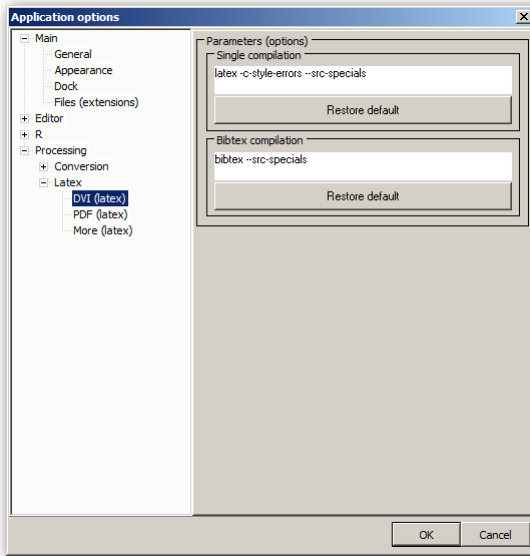 Application options
Main
General
Appearance
Dock
Files (extensions)
Editor
R
Processing
Conversion
Latex
DVI (latex)
PDF (latex)
More (latex)
Parameters (options)
Single compilation
latex -c-style-errors --src-specials
Restore default
Bibtex compilation
bibtex --src-specials
Restore default
OK
Cancel